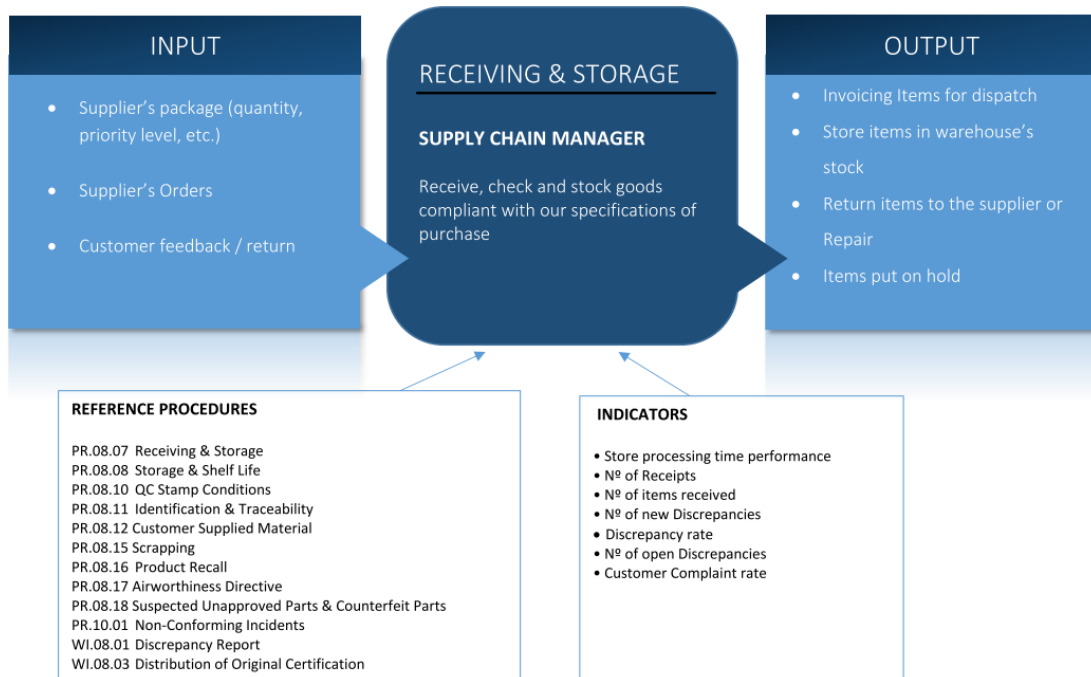 INPUT
• Supplier’s package (quantity,
priority level, etc.)
• Supplier’s Orders
• Customer feedback / return
RECEIVING & STORAGE
SUPPLY CHAIN MANAGER
Receive, check and stock goods
compliant with our specifications of
purchase
OUTPUT
• Invoicing Items for dispatch
• Store items in warehouse’s
stock
• Return items to the supplier or
Repair
• Items put on hold
REFERENCE PROCEDURES
PR.08.07 Receiving & Storage
PR.08.08 Storage & Shelf Life
PR.08.10 QC Stamp Conditions
PR.08.11 Identification & Traceability
PR.08.12 Customer Supplied Material
PR.08.15 Scrapping
PR.08.16 Product Recall
PR.08.17 Airworthiness Directive
PR.08.18 Suspected Unapproved Parts & Counterfeit Parts
PR.10.01 Non-Conforming Incidents
WI.08.01 Discrepancy Report
WI.08.03 Distribution of Original Certification
INDICATORS
• Store processing time performance
• Nº of Receipts
• Nº of items received
• Nº of new Discrepancies
• Discrepancy rate
• Nº of open Discrepancies
• Customer Complaint rate